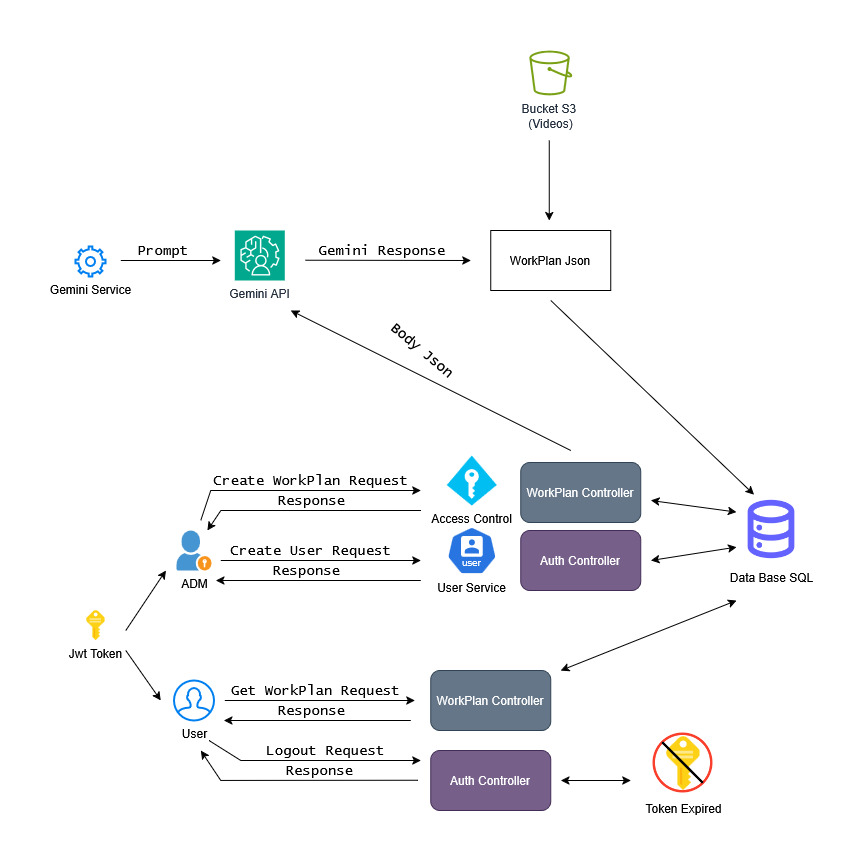 Bucket S3
(Videos)
Prompt
Gemini Response
WorkPlan Json
Gemini Service
Gemini API
Body Json
Create WorkPlan Request
Response
Access Control
WorkPlan Controller
Create User Request
Response
ADM
user
User Service
Auth Controller
Data Base SQL
Jwt Token
Get WorkPlan Request
Response
User
WorkPlan Controller
Logout Request
Response
Auth Controller
Token Expired